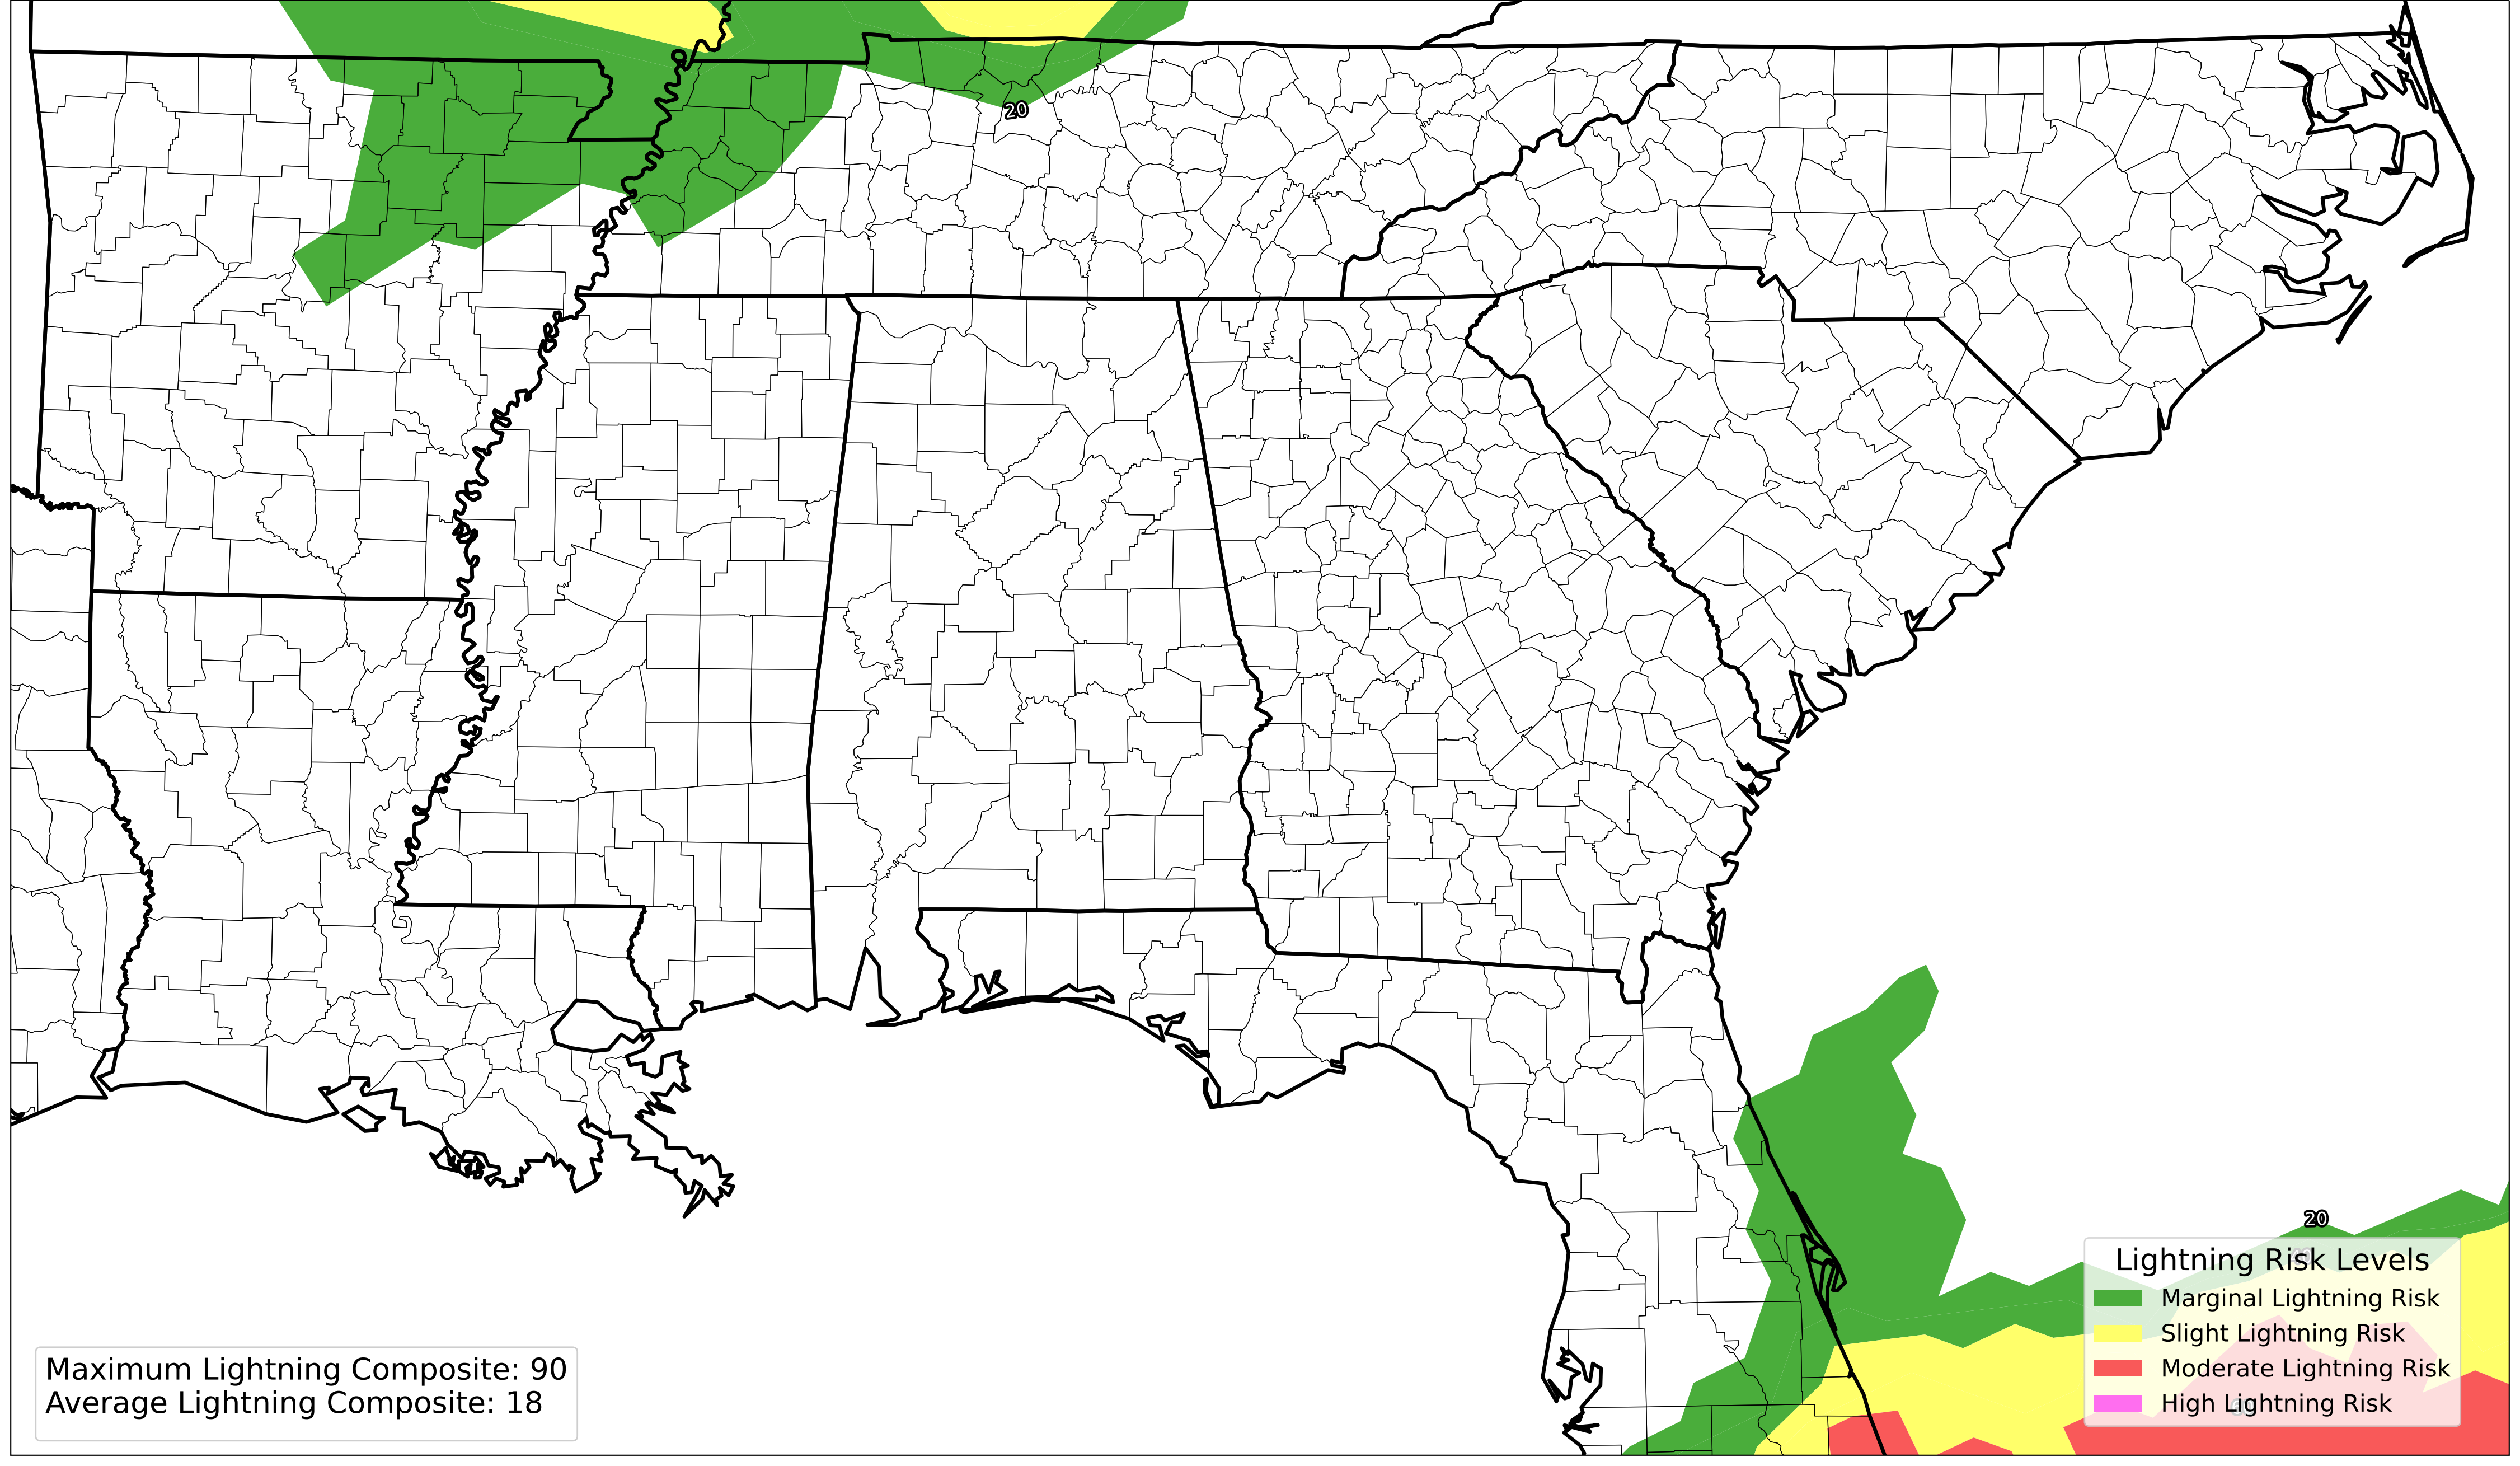 20
20
Lightning Risk Levels
Marginal Lightning Risk
Slight Lightning Risk
Moderate Lightning Risk
High Lightning Risk
Maximum Lightning Composite: 90
Average Lightning Composite: 18